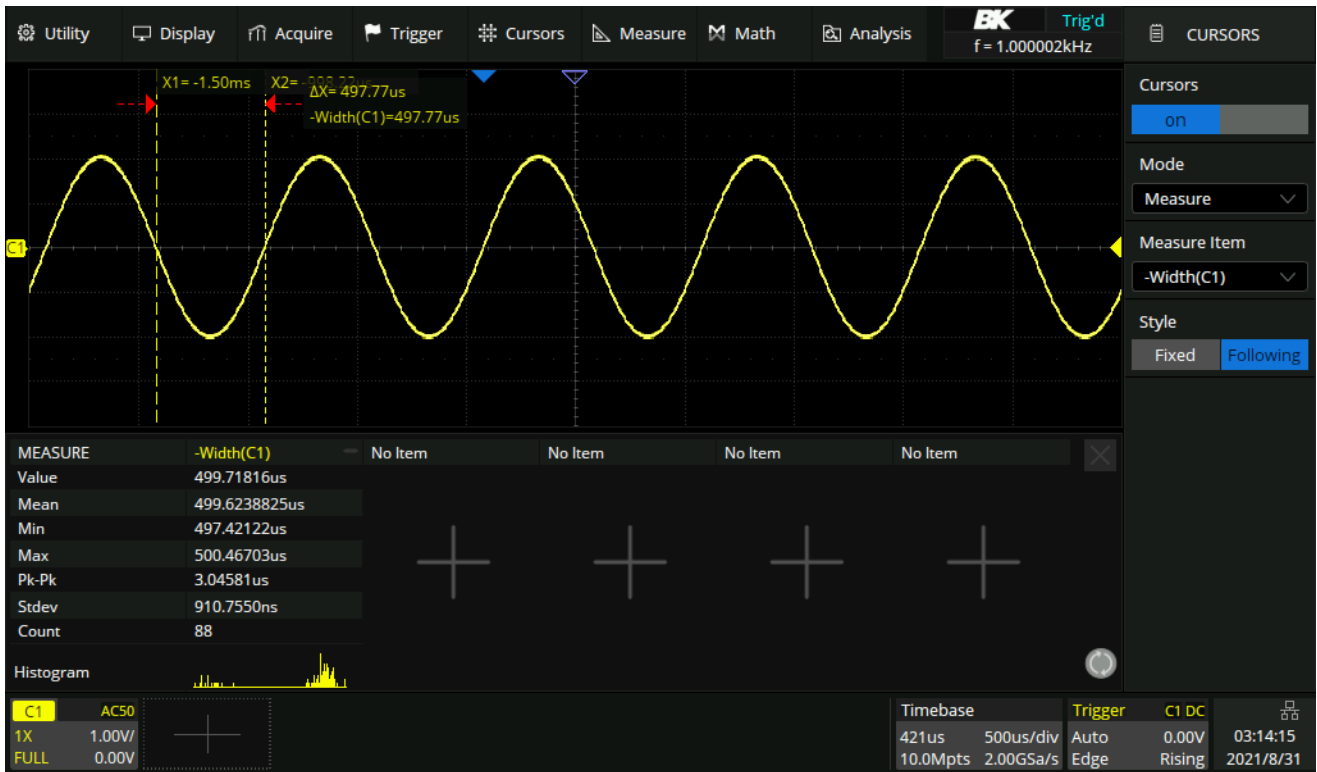 Utility Display Acquire Trigger Cursors Measure Math Analysis
BK Trig'd
f = 1.000002kHz
CURSORS
X1= -1.50ms X2=
ΔX= 497.77us
-Width(C1)=497.77us
C1
Cursors
on
Mode
Measure
Measure Item
-Width(C1)
Style
Fixed Following
MEASURE -Width(C1) No Item No Item No Item No Item
Value 499.71816us
Mean 499.6238825us
Min 497.42122us
Max 500.46703us
Pk-Pk 3.04581us
Stdev 910.7550ns
Count 88
Histogram
C1 AC50
1X 1.00V/
FULL 0.00V
Timebase
421us 500us/div
10.0Mpts 2.00GSa/s
Trigger C1 DC
Auto 0.00V
Edge Rising
03:14:15
2021/8/31